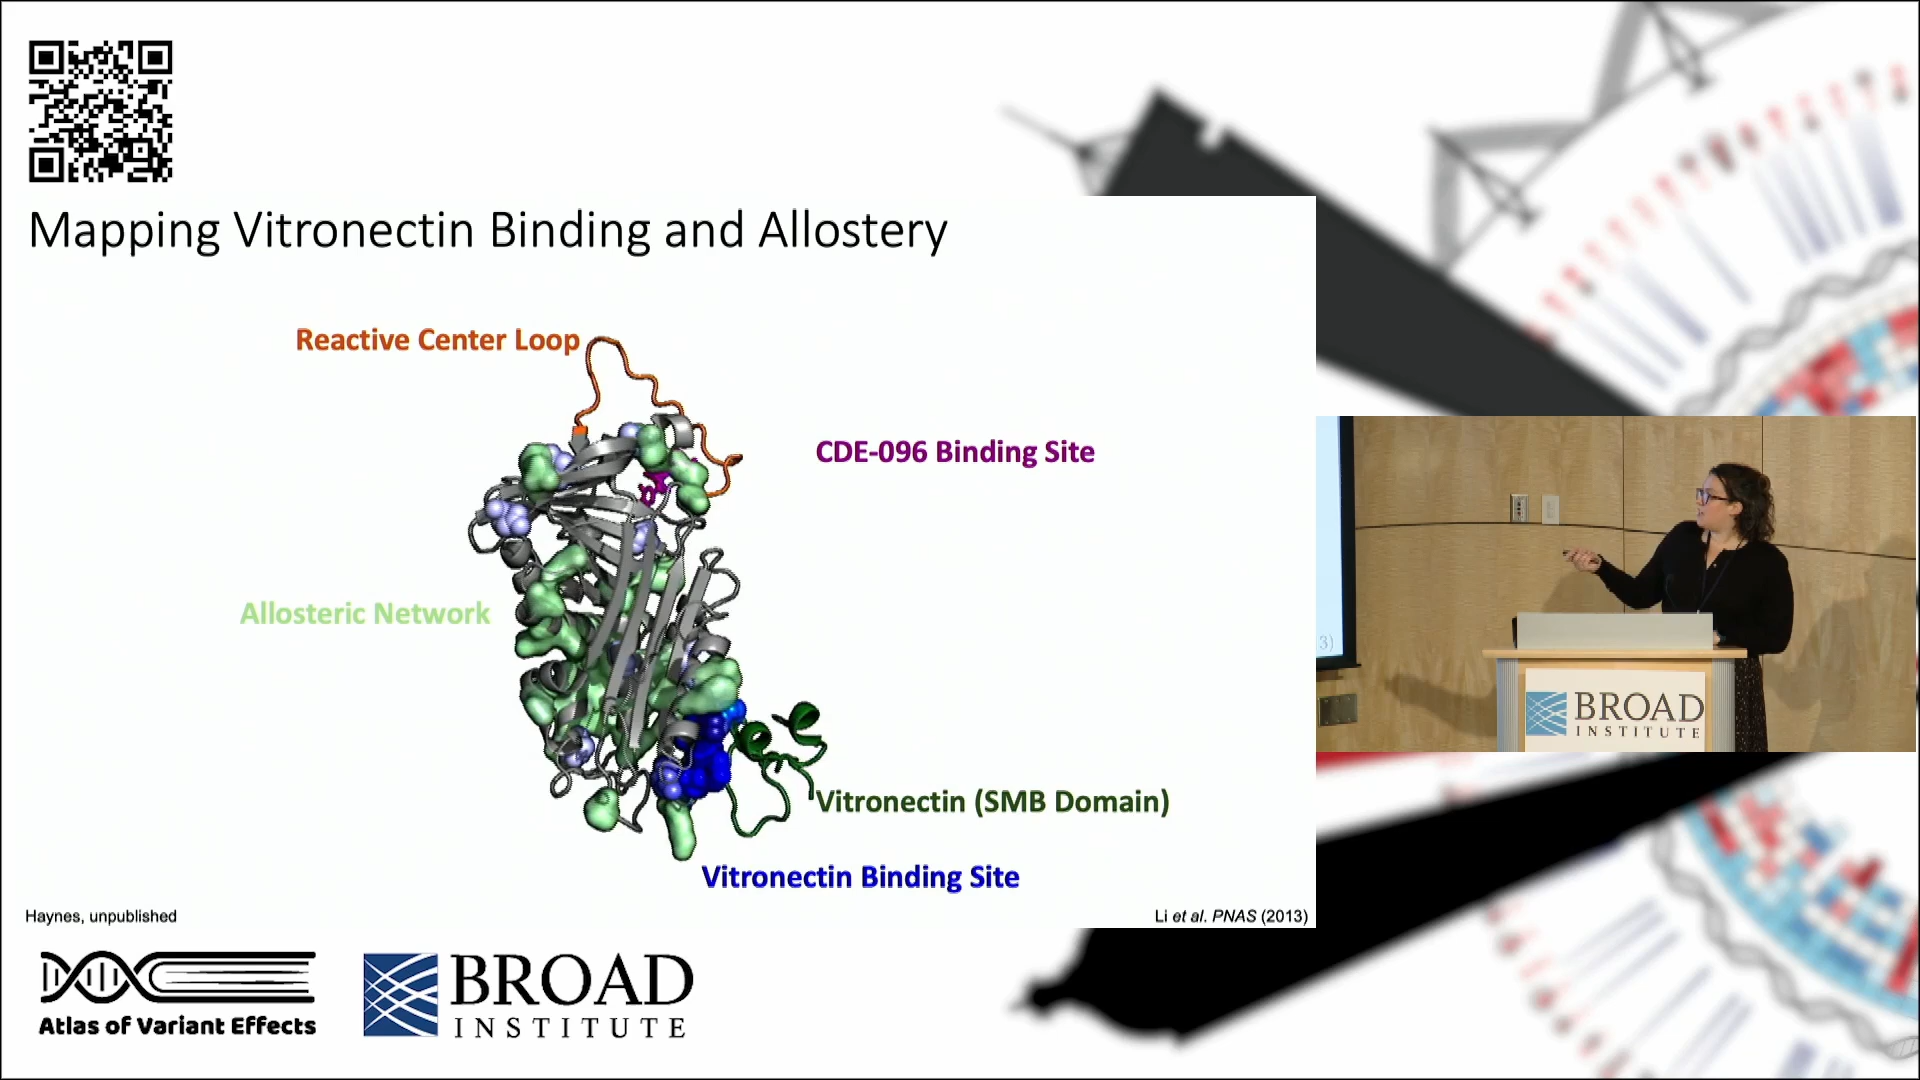 Mapping Vitronectin Binding and Allostery
Reactive Center Loop
CDE-096 Binding Site
Allosteric Network
3)
BROAD
INSTITUTE
Vitronectin (SMB Domain)
Vitronectin Binding Site
Haynes, unpublished
Li et al. PNAS (2013)
Atlas of Variant Effects
BROAD
INSTITUTE